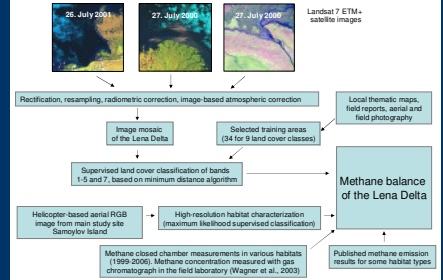 26. July 2001
27. July 2000
27. July 2000
Landsat 7 ETM+
satellite images
Rectification, resampling, radiometric correction, image-based atmospheric correction
Local thematic maps,
field reports, aerial and
field photography
Image mosaic
of the Lena Delta
Selected training areas
(34 for 9 land cover classes)
Supervised land cover classification of bands
1-5 and 7, based on minimum distance algorithm
Methane balance
of the Lena Delta
Helicopter-based aerial RGB
image from main study site
Samoylov Island
High-resolution habitat characterization
(maximum likelihood supervised classification)
Methane closed chamber measurements in various habitats
(1999-2006). Methane concentration measured with gas
chromatograph in the field laboratory (Wagner et al., 2003)
Published methane emission
results for some habitat types